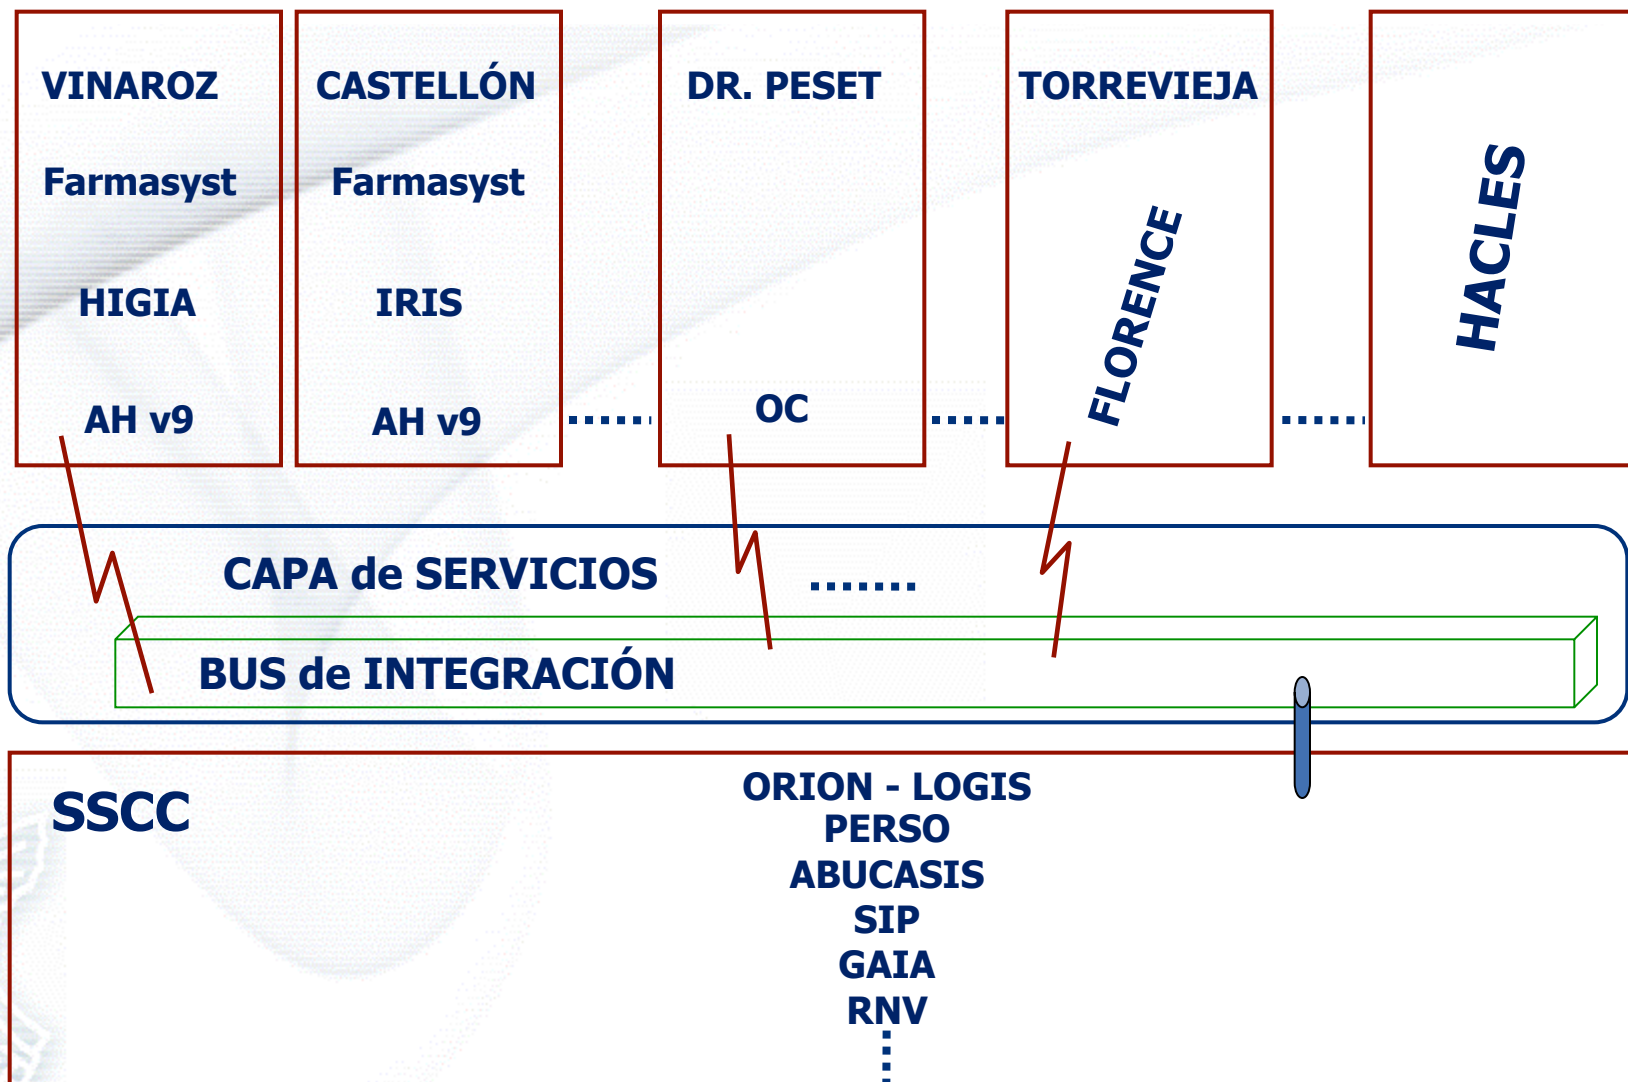 VINAROZ
Farmasyst
HIGIA
AH v9
CASTELLÓN
Farmasyst
IRIS
AH v9
DR. PESET
OC
TORREVIEJA
FLORENCE
HACLES
CAPA de SERVICIOS
BUS de INTEGRACIÓN
SSCC
ORION - LOGIS
PERSO
ABUCASIS
SIP
GAIA
RNV